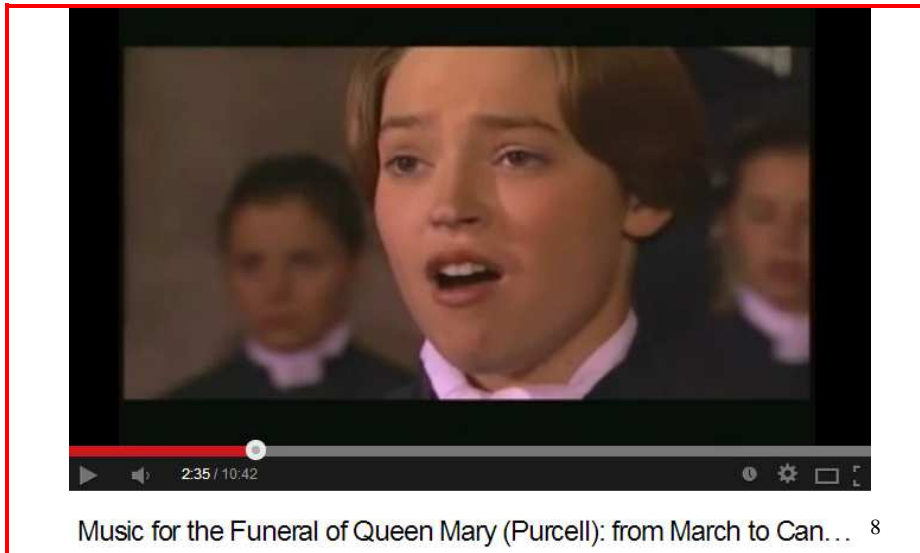 2:35 / 10:42
Music for the Funeral of Queen Mary (Purcell): from March to Can... 8